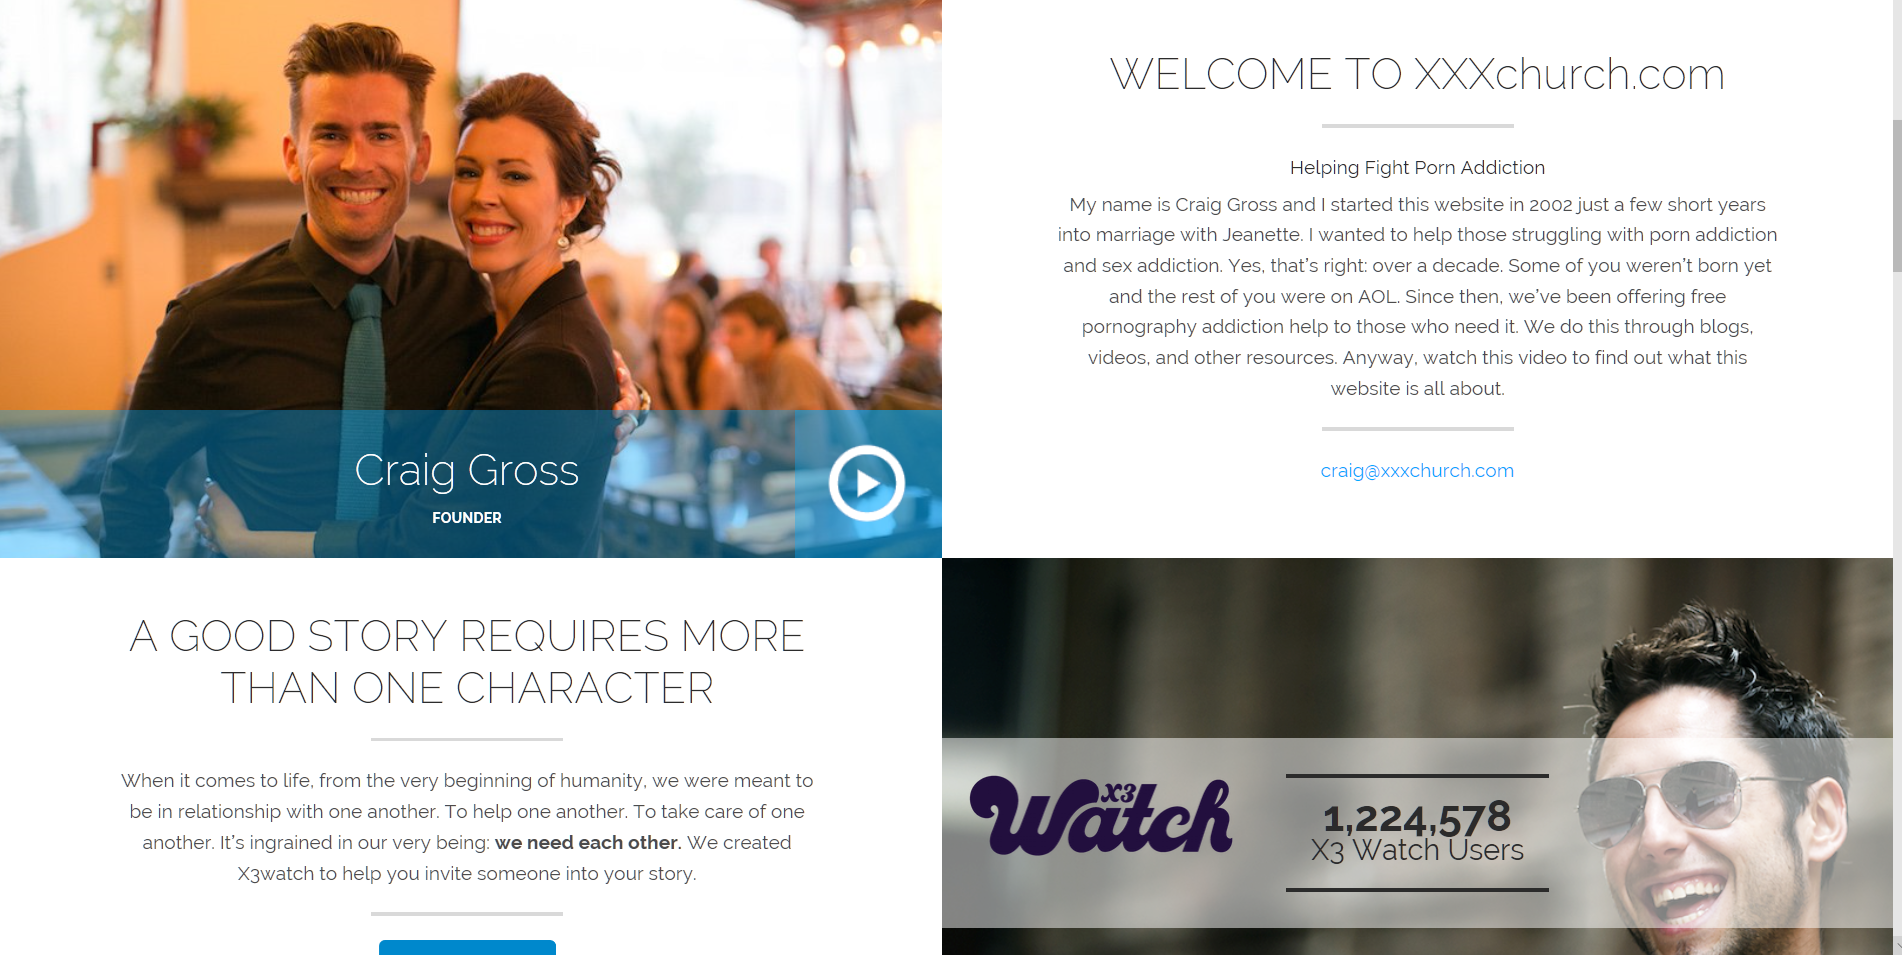 Craig Gross
FOUNDER
WELCOME TO XXXchurch.com
Helping Fight Porn Addiction
My name is Craig Gross and I started this website in 2002 just a few short years
into marriage with Jeanette. I wanted to help those struggling with porn addiction
and sex addiction. Yes, that's right: over a decade. Some of you weren't born yet
and the rest of you were on AOL. Since then, we've been offering free
pornography addiction help to those who need it. We do this through blogs,
videos, and other resources. Anyway, watch this video to find out what this
website is all about.
craig@xxxchurch.com
A GOOD STORY REQUIRES MORE
THAN ONE CHARACTER
When it comes to life, from the very beginning of humanity, we were meant to
be in relationship with one another. To help one another. To take care of one
another. It's ingrained in our very being: we need each other. We created
X3watch to help you invite someone into your story.
X3
Watch
1,224,578
X3 Watch Users